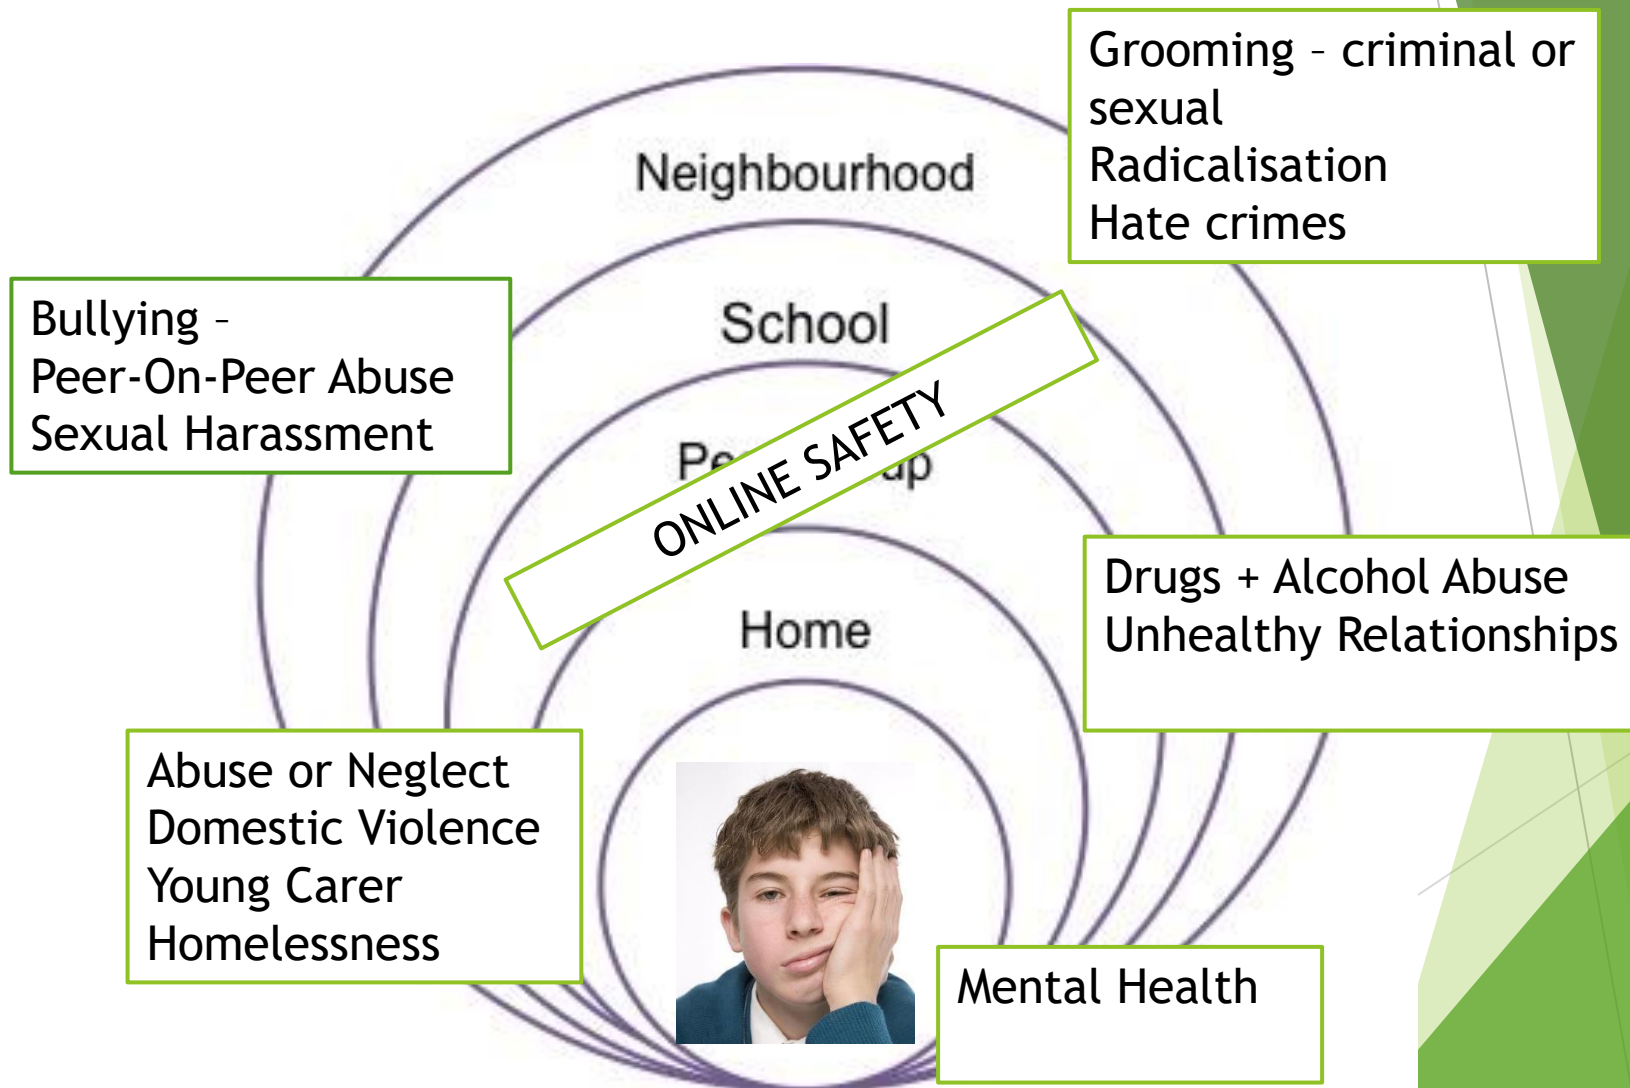 Grooming – criminal or
sexual
Radicalisation
Hate crimes
Neighbourhood
Bullying –
Peer-On-Peer Abuse
Sexual Harassment
School
ONLINE SAFETY
Home
Drugs + Alcohol Abuse
Unhealthy Relationships
Abuse or Neglect
Domestic Violence
Young Carer
Homelessness
Mental Health